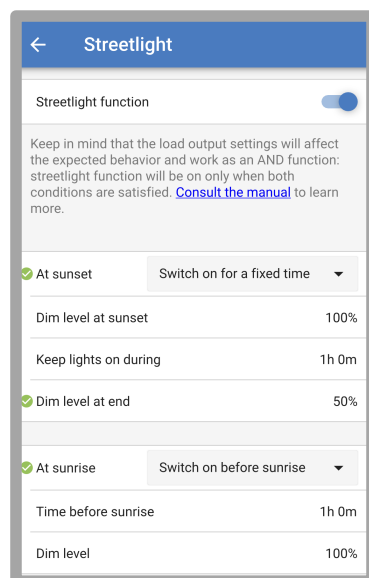 Streetlight
Streetlight function
Keep in mind that the load output settings will affect
the expected behavior and work as an AND function:
streetlight function will be on only when both
conditions are satisfied. Consult the manual to learn
more.
At sunset Switch on for a fixed time
Dim level at sunset 100%
Keep lights on during 1h 0m
Dim level at end 50%
At sunrise Switch on before sunrise
Time before sunrise 1h 0m
Dim level 100%